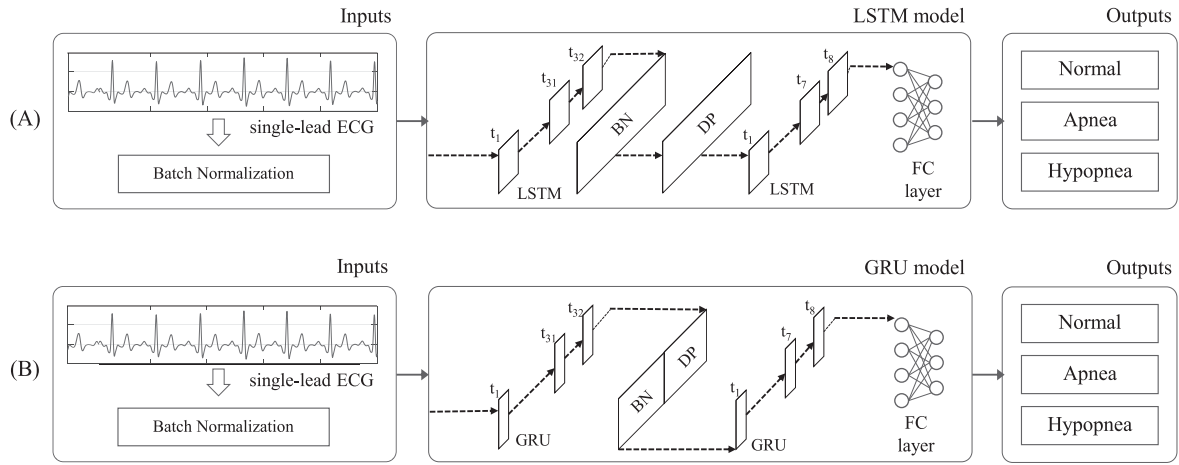 Inputs
LSTM model
Outputs
(A)
single-lead ECG
Batch Normalization
t1
t31
t32
LSTM
BN
DP
t1
t7
t8
LSTM
FC
layer
Normal
Apnea
Hypopnea
Inputs
GRU model
Outputs
(B)
single-lead ECG
Batch Normalization
t1
t31
t32
GRU
BN
DP
t1
t7
t8
GRU
FC
layer
Normal
Apnea
Hypopnea